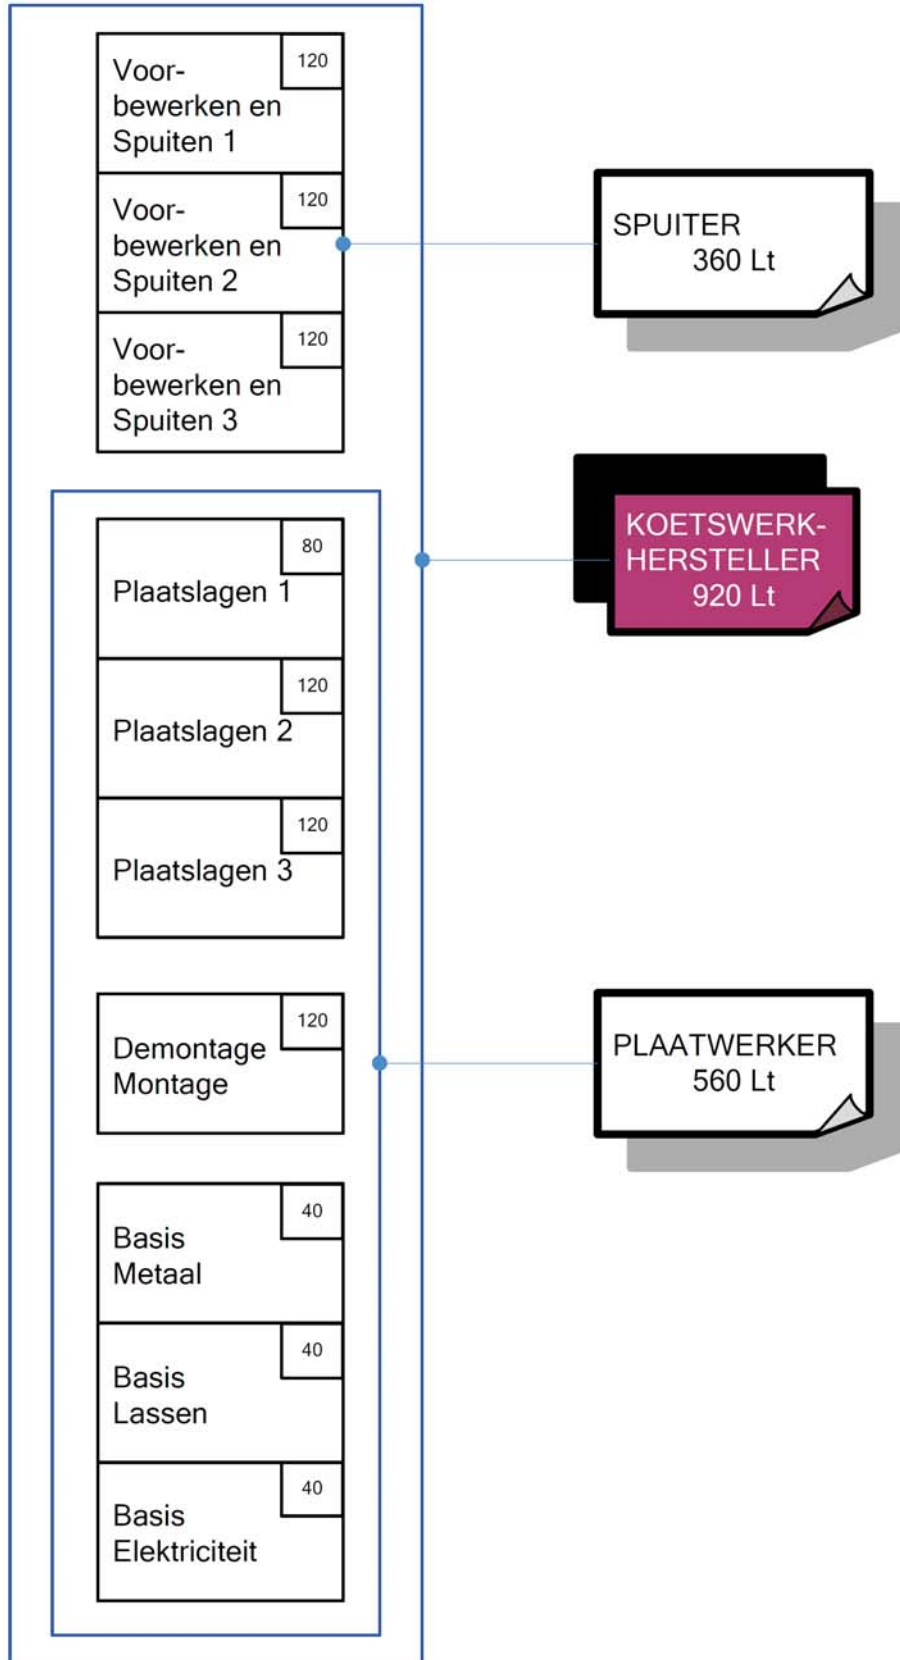 120
Voor-
bewerken en
Spuiten 1
120
Voor-
bewerken en
Spuiten 2
120
Voor-
bewerken en
Spuiten 3
SPUITER
360 Lt
KOETSWERK-
HERSTELLER
920 Lt
80
Plaatslagen 1
120
Plaatslagen 2
120
Plaatslagen 3
120
Demontage
Montage
PLAATWERKER
560 Lt
40
Basis
Metaal
40
Basis
Lassen
40
Basis
Elektriciteit